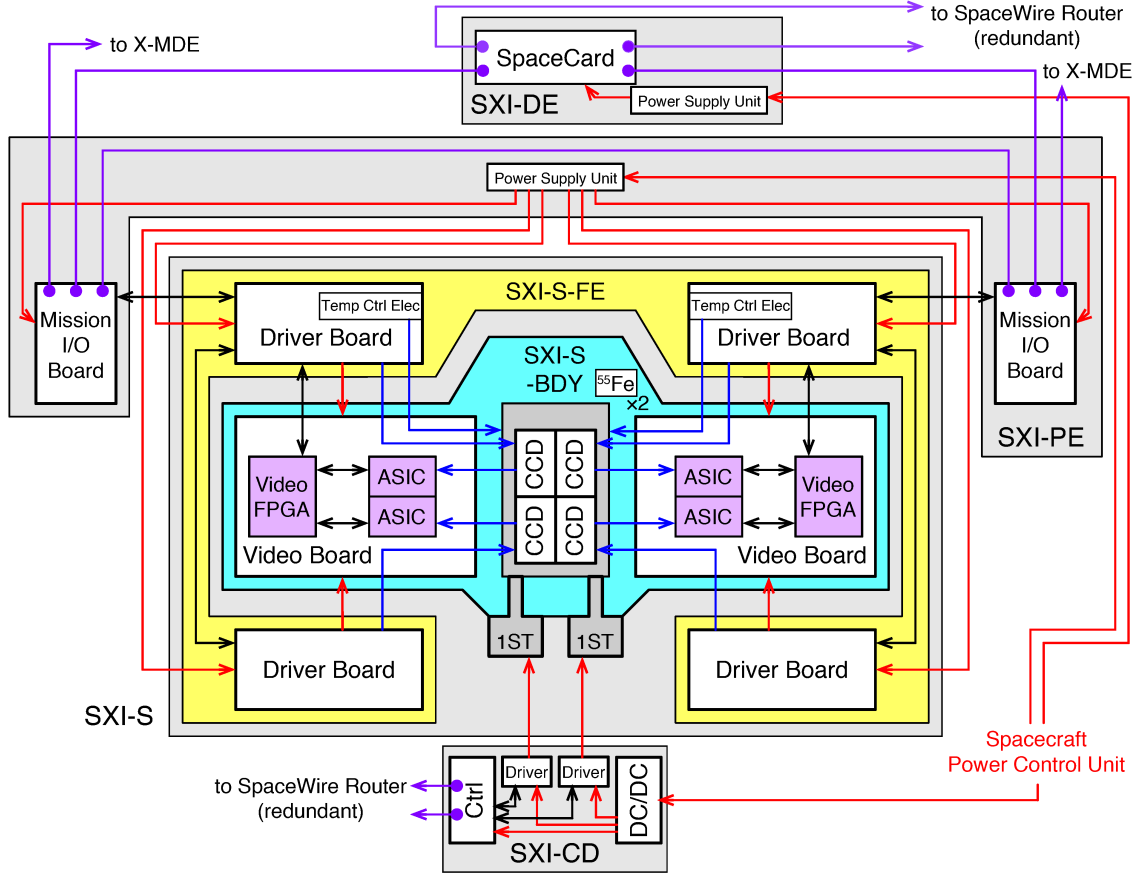 to SpaceWire Router
(redundant)
to X-MDE
SpaceCard
to X-MDE
SXI-DE
Power Supply Unit
Power Supply Unit
SXI-S-FE
Temp Ctrl Elec
Temp Ctrl Elec
Mission
I/O
Board
Driver Board
Driver Board
Mission
I/O
Board
SXI-S
-BDY
55Fe
×2
SXI-PE
CCD
CCD
Video
FPGA
ASIC
ASIC
Video
FPGA
ASIC
ASIC
CCD
CCD
Video Board
Video Board
1ST
1ST
Driver Board
Driver Board
SXI-S
Spacecraft
Power Control Unit
Driver
Driver
to SpaceWire Router
(redundant)
Ctrl
DC/DC
SXI-CD